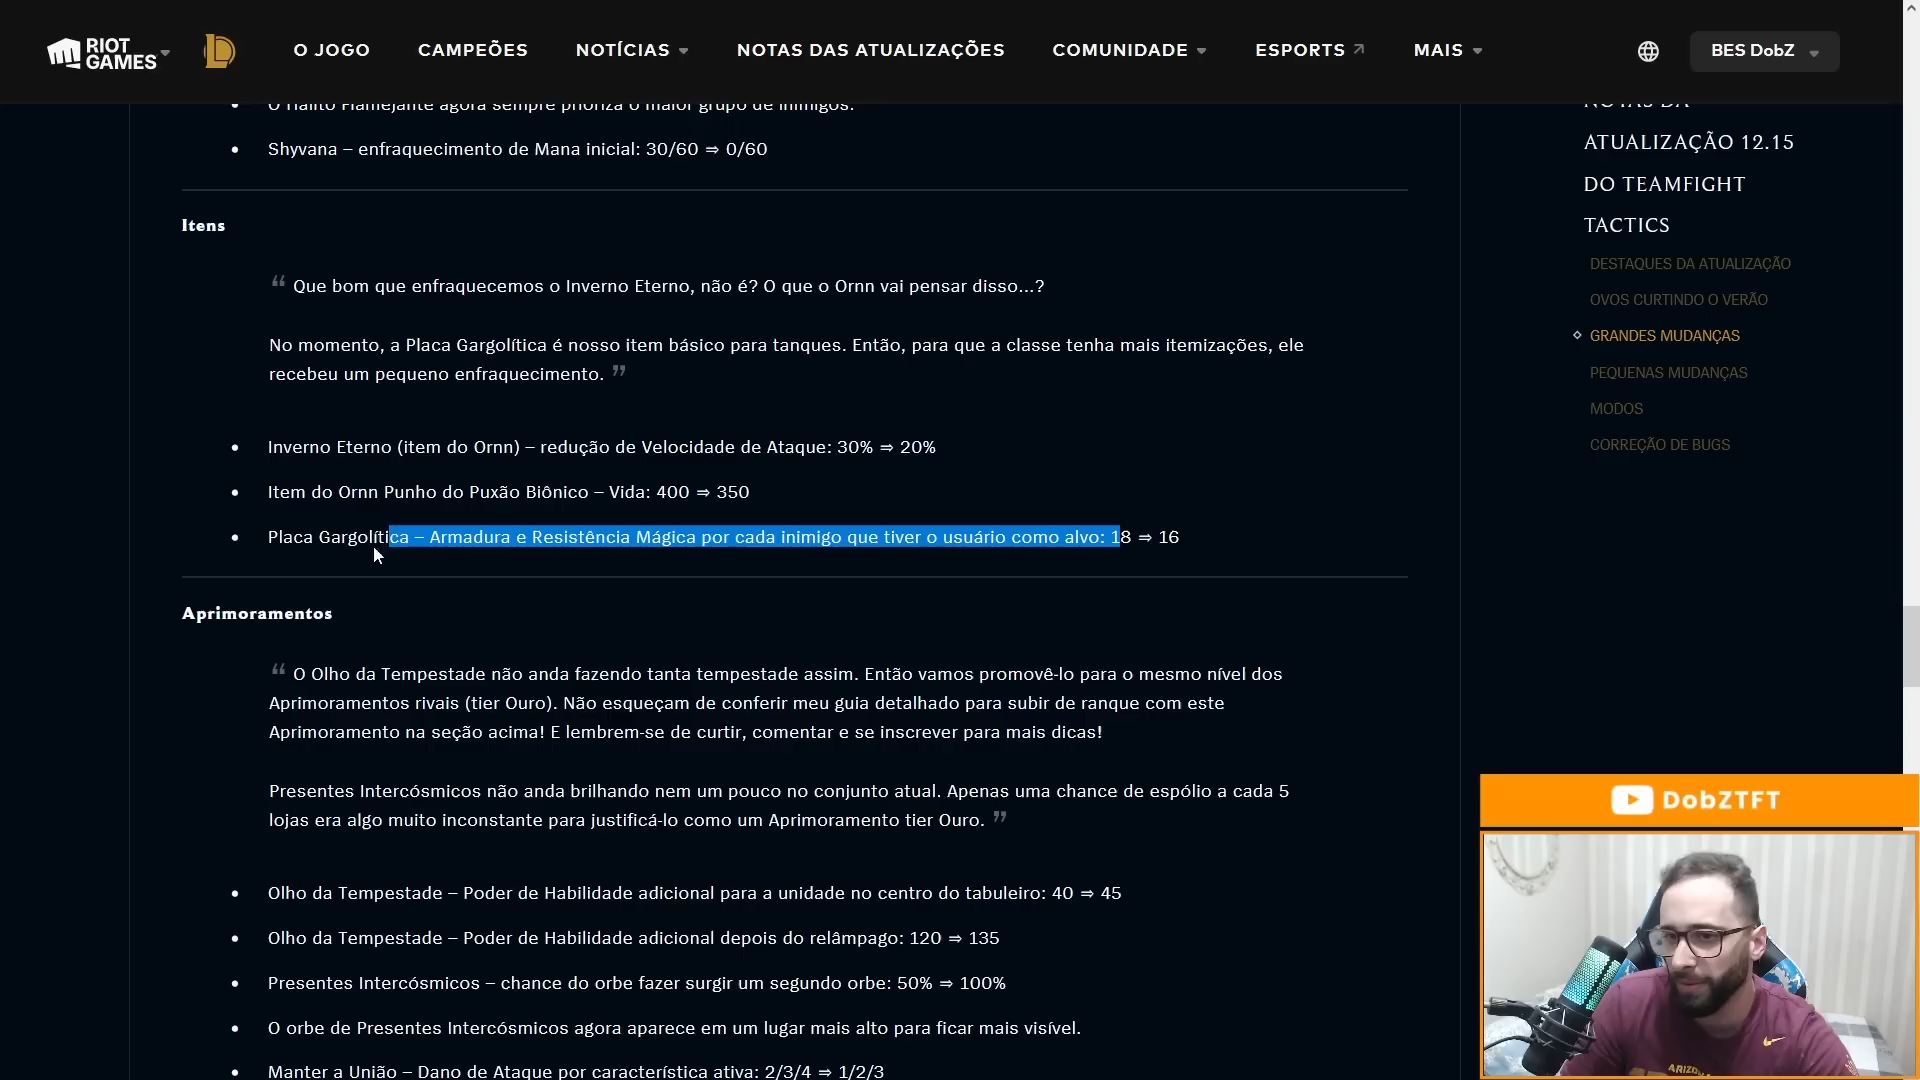 RIOT GAMES
O JOGO
CAMPEÕES
NOTÍCIAS
NOTAS DAS ATUALIZAÇÕES
COMUNIDADE
ESPORTS
MAIS
BES DobZ
O Hálito Flamejante agora sempre prioriza o maior grupo de inimigos.
• Shyvana – enfraquecimento de Mana inicial: 30/60 ⇒ 0/60
Itens
“ Que bom que enfraquecemos o Inverno Eterno, não é? O que o Ornn vai pensar disso...?
No momento, a Placa Gargolítica é nosso item básico para tanques. Então, para que a classe tenha mais itemizações, ele
recebeu um pequeno enfraquecimento. ”
• Inverno Eterno (item do Ornn) – redução de Velocidade de Ataque: 30% ⇒ 20%
• Item do Ornn Punho do Puxão Biônico – Vida: 400 ⇒ 350
• Placa Gargolítica – Armadura e Resistência Mágica por cada inimigo que tiver o usuário como alvo: 18 ⇒ 16
Aprimoramentos
“ O Olho da Tempestade não anda fazendo tanta tempestade assim. Então vamos promovê-lo para o mesmo nível dos
Aprimoramentos rivais (tier Ouro). Não esqueçam de conferir meu guia detalhado para subir de ranque com este
Aprimoramento na seção acima! E lembrem-se de curtir, comentar e se inscrever para mais dicas!
Presentes Intercósmicos não anda brilhando nem um pouco no conjunto atual. Apenas uma chance de espólio a cada 5
lojas era algo muito inconstante para justificá-lo como um Aprimoramento tier Ouro. ”
• Olho da Tempestade – Poder de Habilidade adicional para a unidade no centro do tabuleiro: 40 ⇒ 45
• Olho da Tempestade – Poder de Habilidade adicional depois do relâmpago: 120 ⇒ 135
• Presentes Intercósmicos – chance do orbe fazer surgir um segundo orbe: 50% ⇒ 100%
• O orbe de Presentes Intercósmicos agora aparece em um lugar mais alto para ficar mais visível.
• Manter a União – Dano de Ataque por característica ativa: 2/3/4 ⇒ 1/2/3
NOTAS DA
ATUALIZAÇÃO 12.15
DO TEAMFIGHT
TACTICS
DESTAQUES DA ATUALIZAÇÃO
OVOS CURTINDO O VERÃO
GRANDES MUDANÇAS
PEQUENAS MUDANÇAS
MODOS
CORREÇÃO DE BUGS
DobZTFT